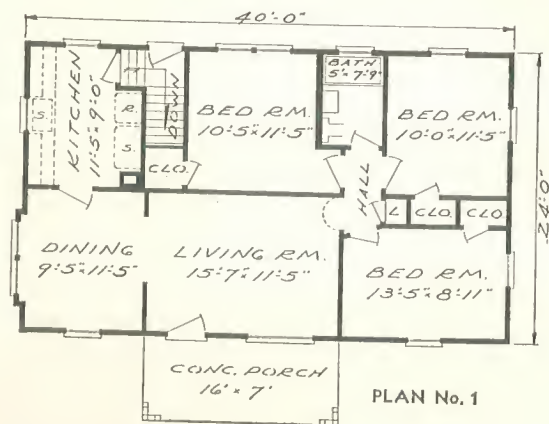 40'-0"
KITCHEN
11'-5" x 9'-0"
S.
R.
S.
DOWN
CLO.
BED RM.
10'-5" x 11'-5"
BATH
5' x 7'-9"
BED RM.
10'-0" x 11'-5"
HALL
L
CLO.
CLO.
24'-0"
DINING
9'-5" x 11'-5"
LIVING RM.
15'-7" x 11'-5"
BED RM.
13'-5" x 8'-11"
CONC. PORCH
16' x 7'
PLAN No. 1